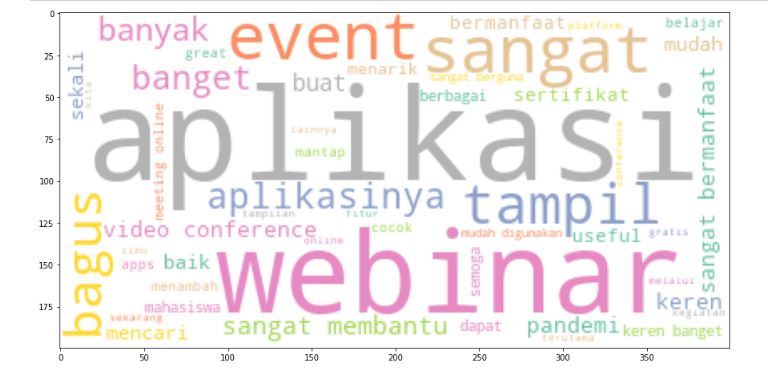 0
banyak event bermanfaat platform belajar
great sangat mudah
25
sekali kita banget menarik sangat berguna
buat berbagai sertifikat
50
aplikasi
meeting online lainnya conference sangat bermanfaat
75
mantap
100
aplikasinya tampil
tampilan fitur
125
bagus video conference cocok mudah digunakan useful gratis
online
ilmu
apps baik webinar semoga melalui
150
menambah
mahasiswa keren
kegiatan
175
sekarang
mencari sangat membantu dapat pandemi keren banget
terutama
0 50 100 150 200 250 300 350